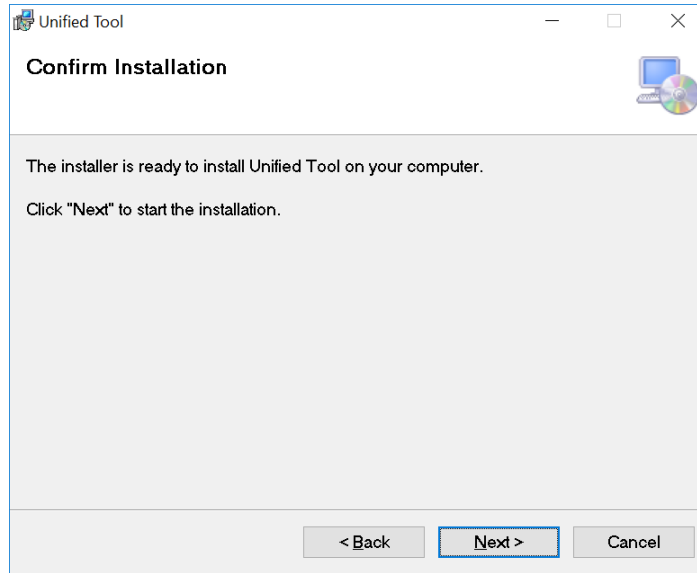 Unified Tool
Confirm Installation
The installer is ready to install Unified Tool on your computer.
Click "Next" to start the installation.
< Back
Next >
Cancel